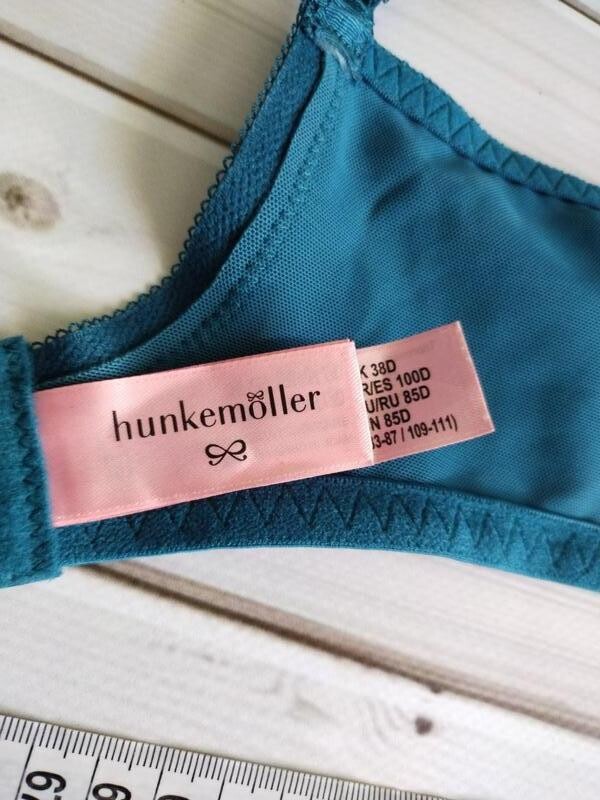 hunkemöller
K 38D
R/ES 100D
U/RU 85D
N 85D
3-87 / 109-111)